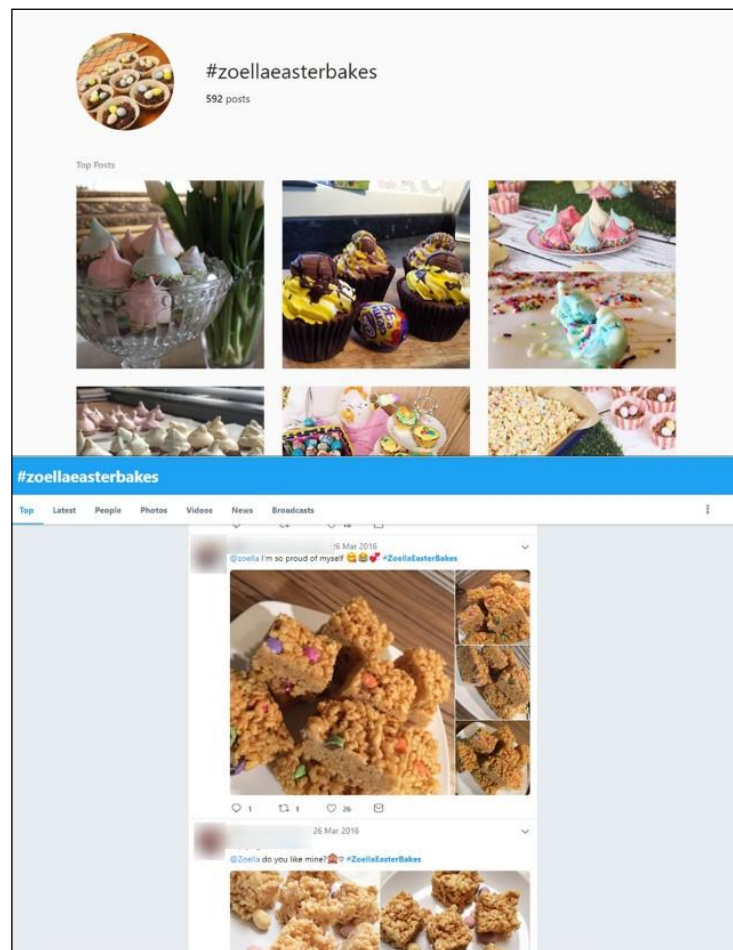 #zoellaeasterbakes
592 posts
Top Posts
#zoellaeasterbakes
Top Latest People Photos Videos News Broadcasts
26 Mar 2016
@zoella I'm so proud of myself 😋😂💕 #ZoellaEasterBakes
1 1 26
26 Mar 2016
@Zoella do you like mine?🙈♡ #ZoellaEasterBakes